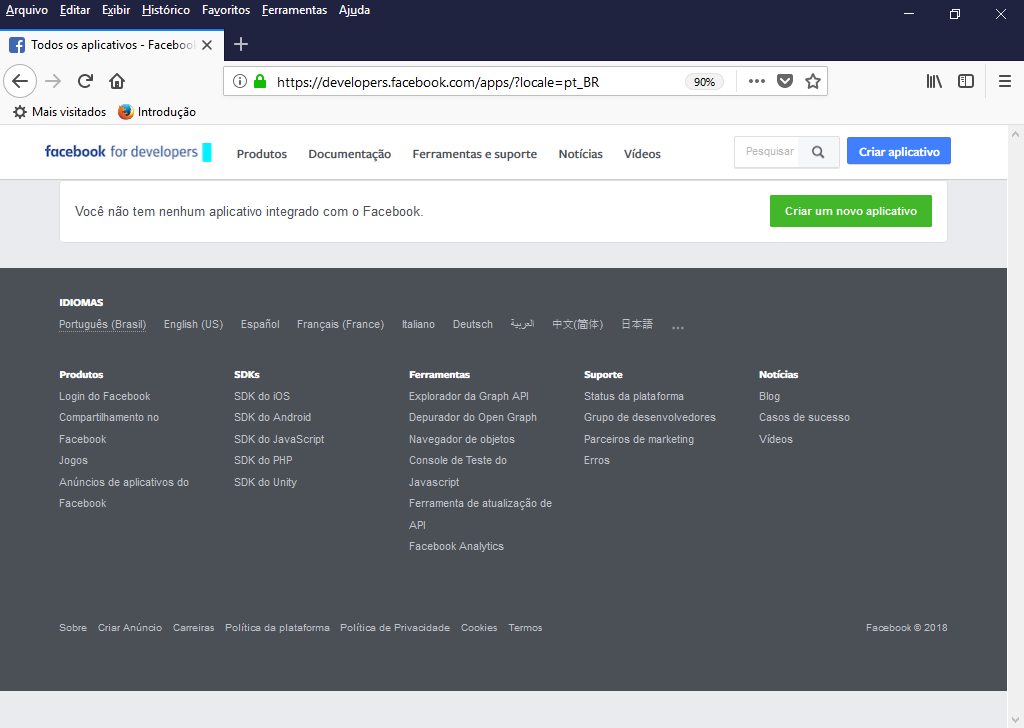 Arquivo Editar Exibir Histórico Favoritos Ferramentas Ajuda
Todos os aplicativos - Facebook
https://developers.facebook.com/apps/?locale=pt_BR 90%
Mais visitados Introdução
facebook for developers Produtos Documentação Ferramentas e suporte Notícias Vídeos Pesquisar Criar aplicativo
Você não tem nenhum aplicativo integrado com o Facebook. Criar um novo aplicativo
IDIOMAS
Português (Brasil) English (US) Español Français (France) Italiano Deutsch العربية 中文(简体) 日本語 ...
Produtos
Login do Facebook
Compartilhamento no
Facebook
Jogos
Anúncios de aplicativos do
Facebook
SDKs
SDK do iOS
SDK do Android
SDK do JavaScript
SDK do PHP
SDK do Unity
Ferramentas
Explorador da Graph API
Depurador do Open Graph
Navegador de objetos
Console de Teste do
Javascript
Ferramenta de atualização de
API
Facebook Analytics
Suporte
Status da plataforma
Grupo de desenvolvedores
Parceiros de marketing
Erros
Notícias
Blog
Casos de sucesso
Vídeos
Sobre Criar Anúncio Carreiras Política da plataforma Política de Privacidade Cookies Termos Facebook © 2018